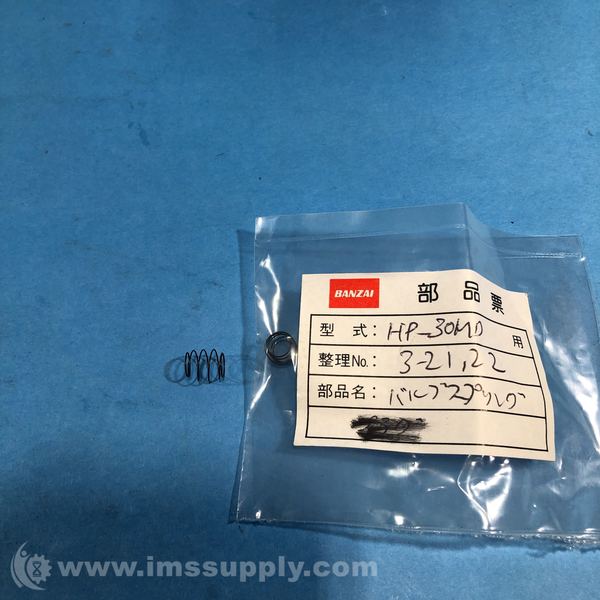 BANZAI 部品票
型式: HP-30MD 用
整理No.: 3-21,22
部品名: バルブスプリング
www.imssupply.com